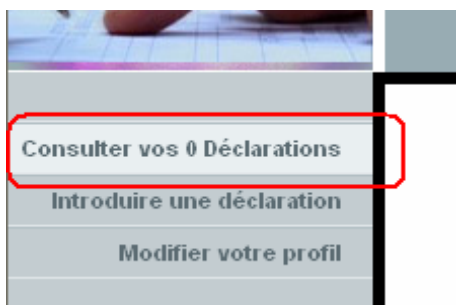 Consulter vos 0 Déclarations
Introduire une déclaration
Modifier votre profil